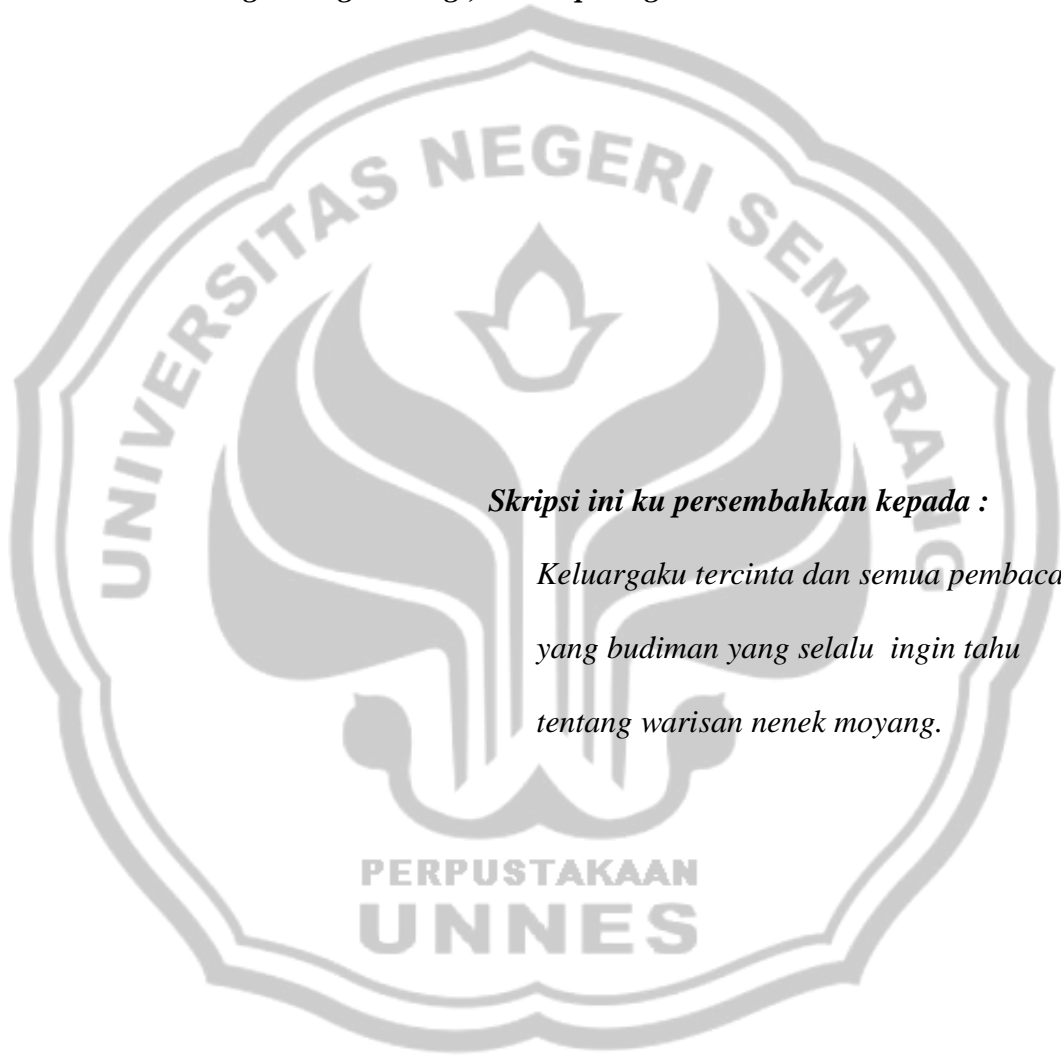 UNIVERSITAS NEGERI SEMARANG
Skripsi ini ku persembahkan kepada :
Keluargaku tercinta dan semua pembaca
yang budiman yang selalu ingin tahu
tentang warisan nenek moyang.
PERPUSTAKAAN
UNNES